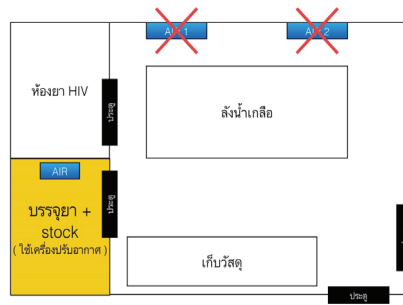 AIR 1
AIR 2
ห้องยา HIV
ประตู
ลังน้ำเกลือ
AIR
ประตู
บรรจุยา +
stock
( ใช้เครื่องปรับอากาศ )
เก็บวัสดุ
ประตู